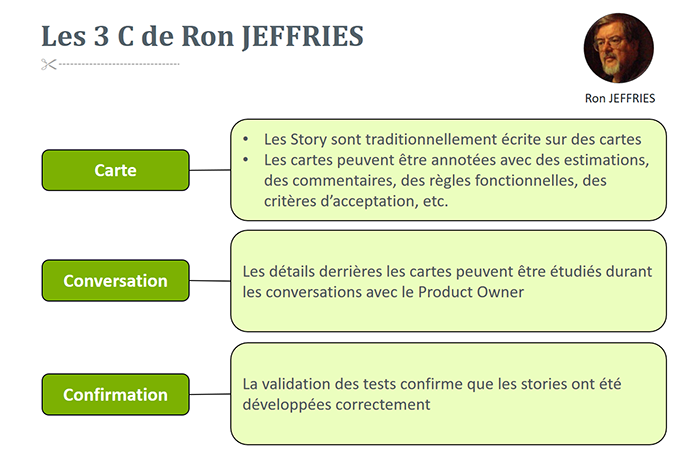 Les 3 C de Ron JEFFRIES
Ron JEFFRIES
Carte
• Les Story sont traditionnellement écrite sur des cartes
• Les cartes peuvent être annotées avec des estimations,
des commentaires, des règles fonctionnelles, des
critères d’acceptation, etc.
Conversation
Les détails derrières les cartes peuvent être étudiés durant
les conversations avec le Product Owner
Confirmation
La validation des tests confirme que les stories ont été
développées correctement